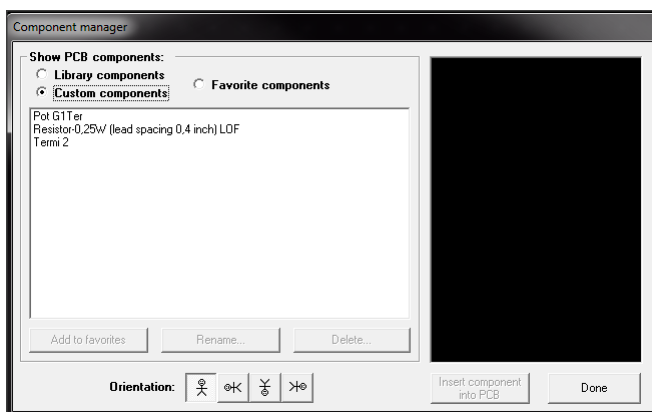 Component manager
Show PCB components:
Library components
Favorite components
Custom components
Pot G1Ter
Resistor-0,25W (lead spacing 0,4 inch) LOF
Termi 2
Add to favorites
Rename...
Delete...
Orientation:
Insert component
into PCB
Done